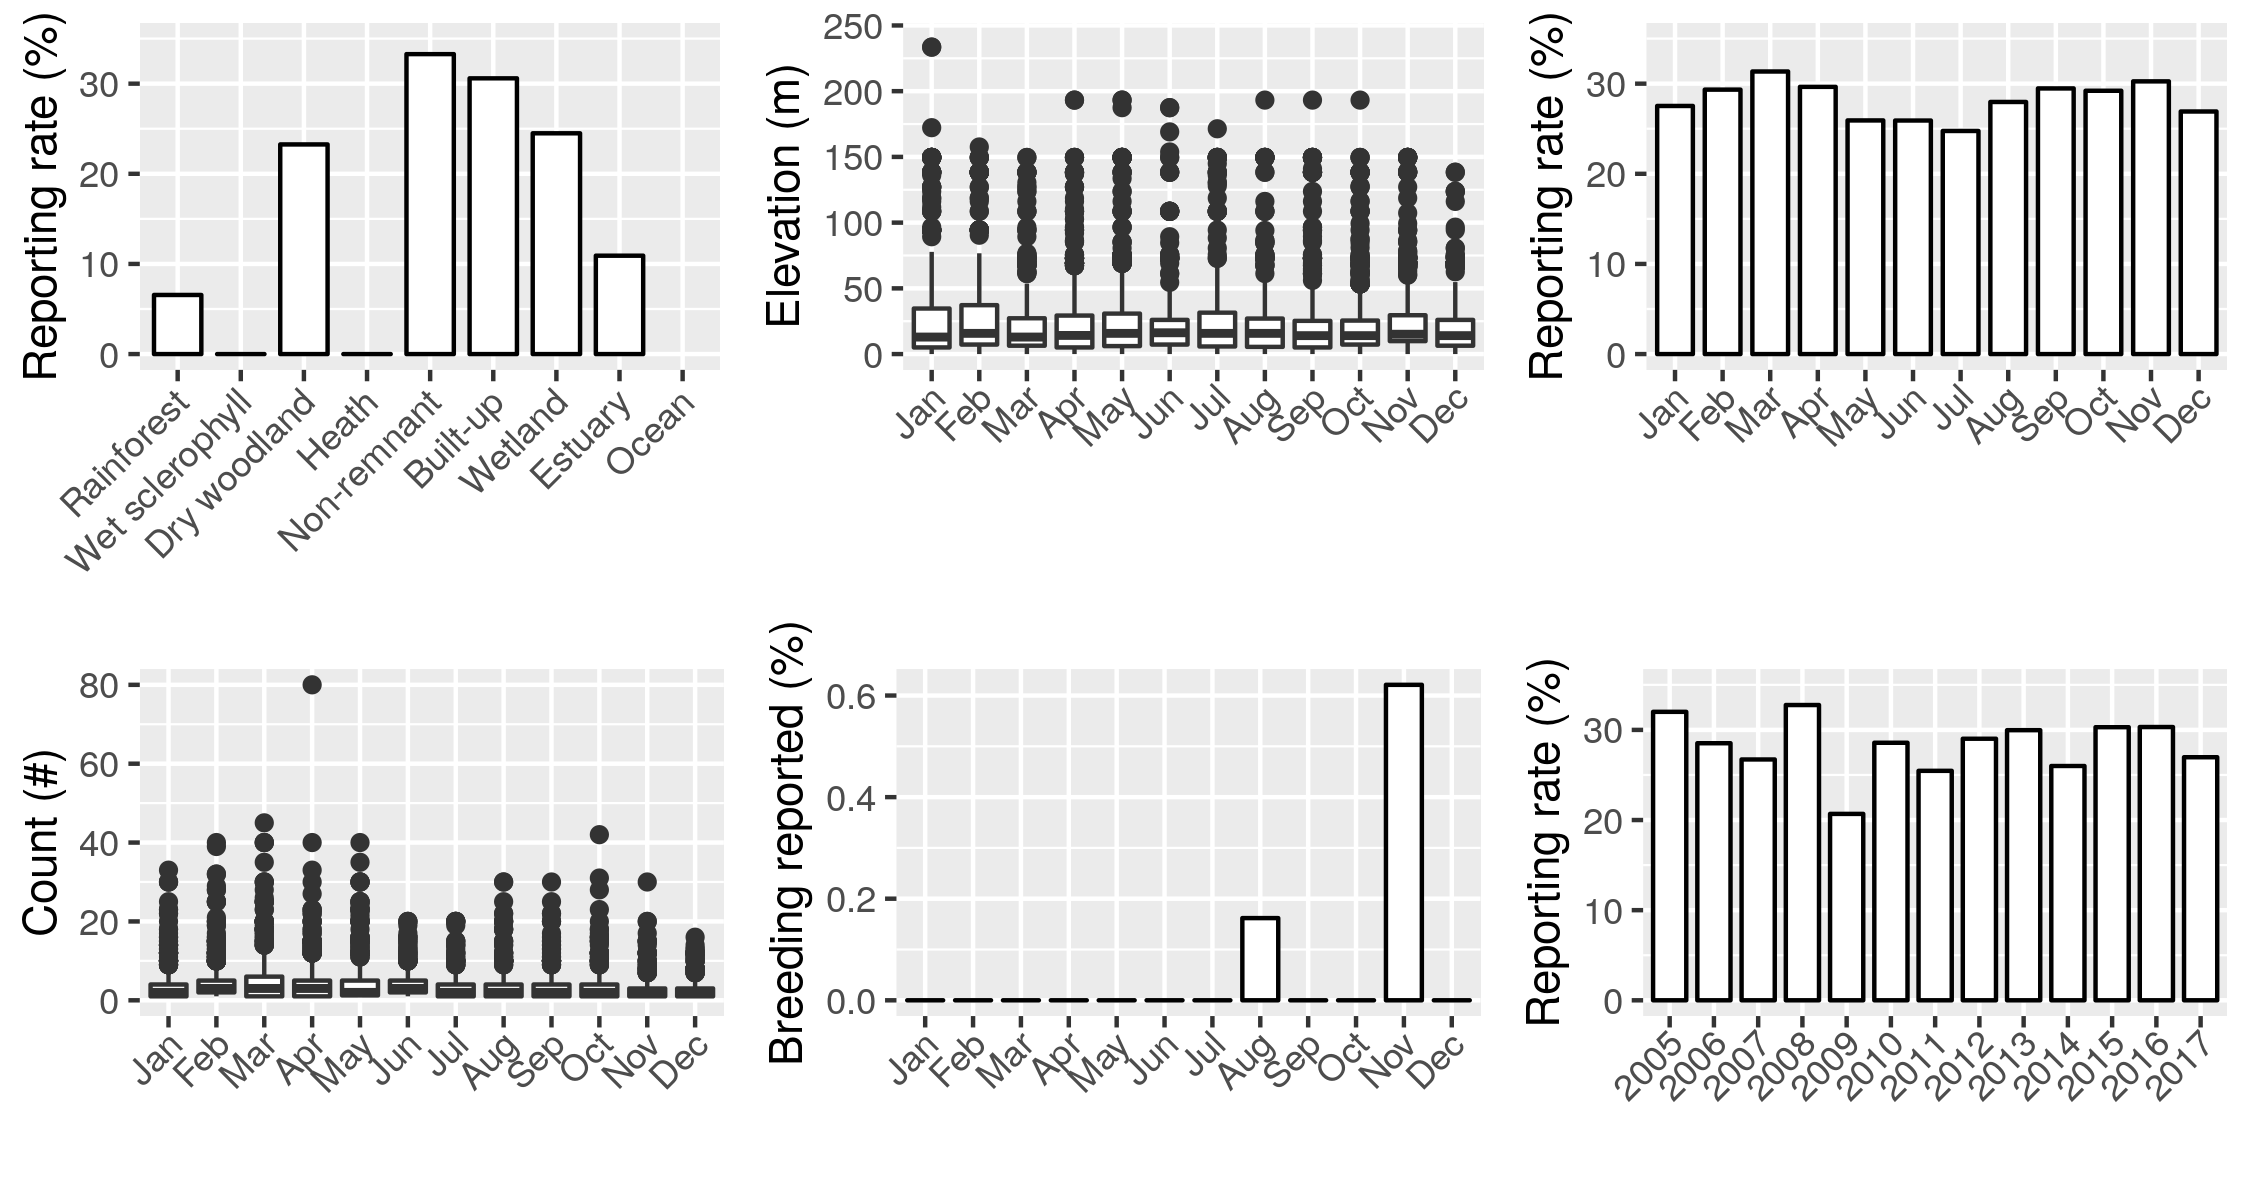 Reporting rate (%)
30
20
10
0
Rainforest
Wet sclerophyll
Dry woodland
Heath
Non-remnant
Built-up
Wetland
Estuary
Ocean
Elevation (m)
250
200
150
100
50
0
Jan
Feb
Mar
Apr
May
Jun
Jul
Aug
Sep
Oct
Nov
Dec
Reporting rate (%)
30
20
10
0
Jan
Feb
Mar
Apr
May
Jun
Jul
Aug
Sep
Oct
Nov
Dec
Count (#)
80
60
40
20
0
Jan
Feb
Mar
Apr
May
Jun
Jul
Aug
Sep
Oct
Nov
Dec
Breeding reported (%)
0.6
0.4
0.2
0.0
Jan
Feb
Mar
Apr
May
Jun
Jul
Aug
Sep
Oct
Nov
Dec
Reporting rate (%)
30
20
10
0
2005
2006
2007
2008
2009
2010
2011
2012
2013
2014
2015
2016
2017